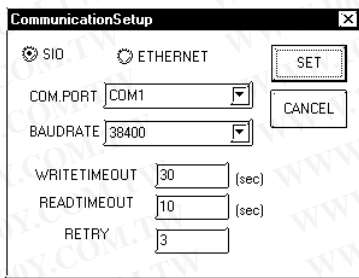 CommunicationSetup
SIO ETHERNET
SET
COM.PORT COM1
CANCEL
BAUDRATE 38400
WRITETIMEOUT 30 (sec)
READTIMEOUT 10 (sec)
RETRY 3